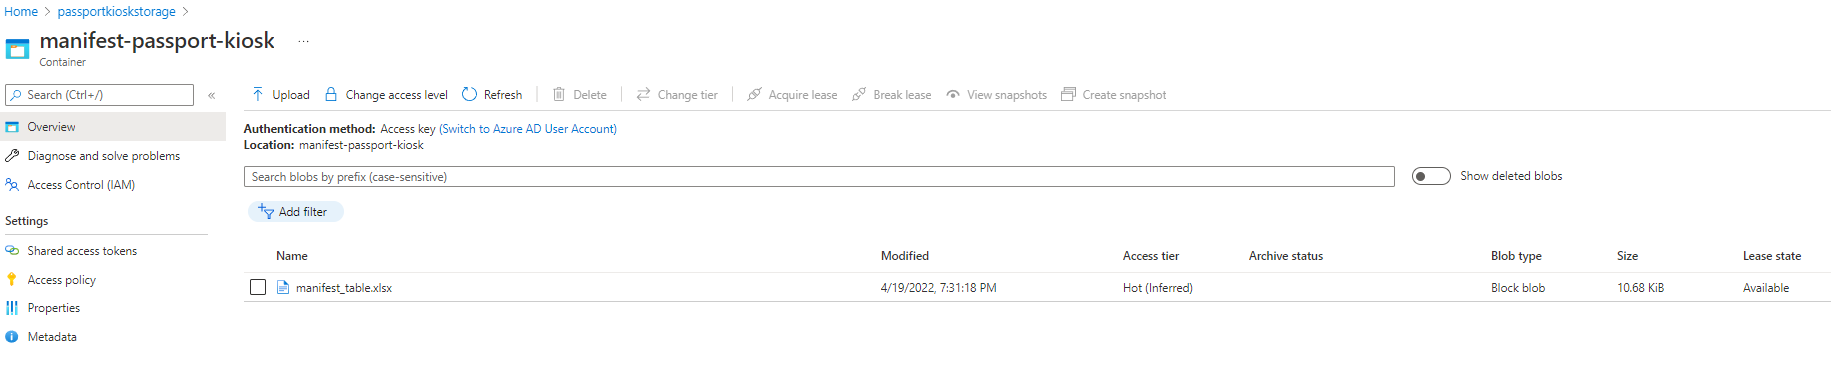 Home > passportkioskstorage >
manifest-passport-kiosk ...
Container
Search (Ctrl+/) «
Upload Change access level Refresh Delete Change tier Acquire lease Break lease View snapshots Create snapshot
Overview
Diagnose and solve problems
Access Control (IAM)
Settings
Shared access tokens
Access policy
Properties
Metadata
Authentication method: Access key (Switch to Azure AD User Account)
Location: manifest-passport-kiosk
Search blobs by prefix (case-sensitive) Show deleted blobs
Add filter
Name Modified Access tier Archive status Blob type Size Lease state
manifest_table.xlsx 4/19/2022, 7:31:18 PM Hot (Inferred) Block blob 10.68 KiB Available